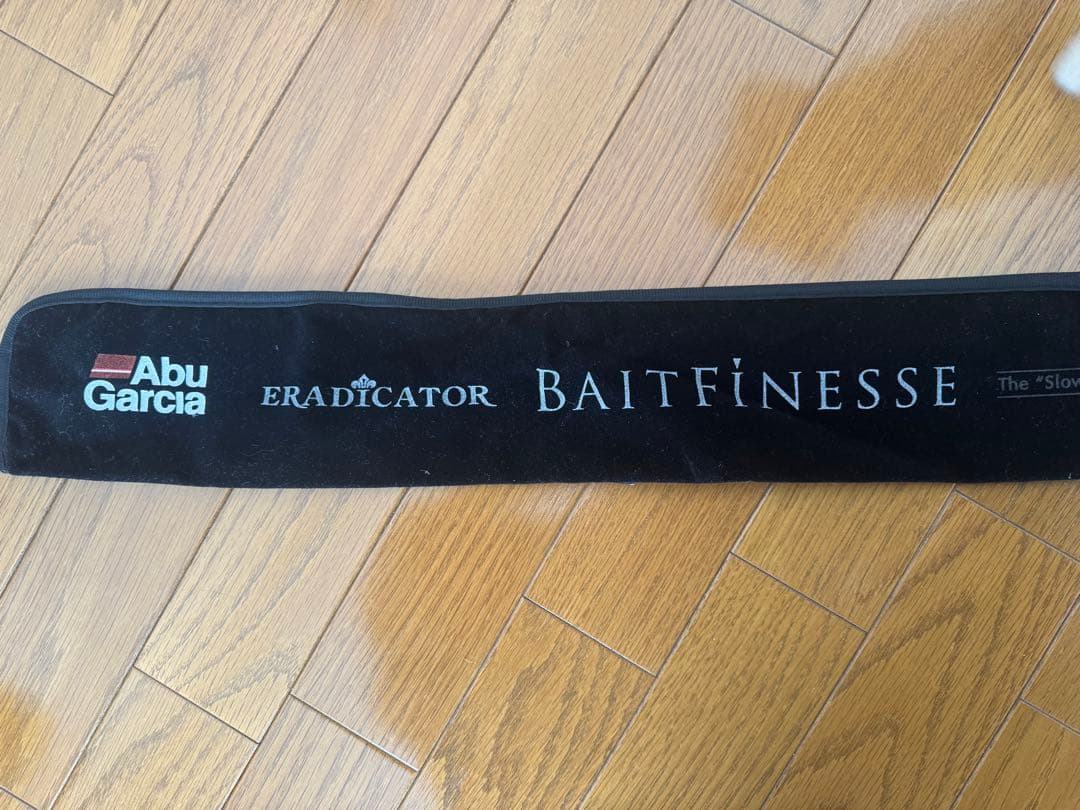 Abu
Garcia
ERADICATOR
BAITFINESSE
The "Slow